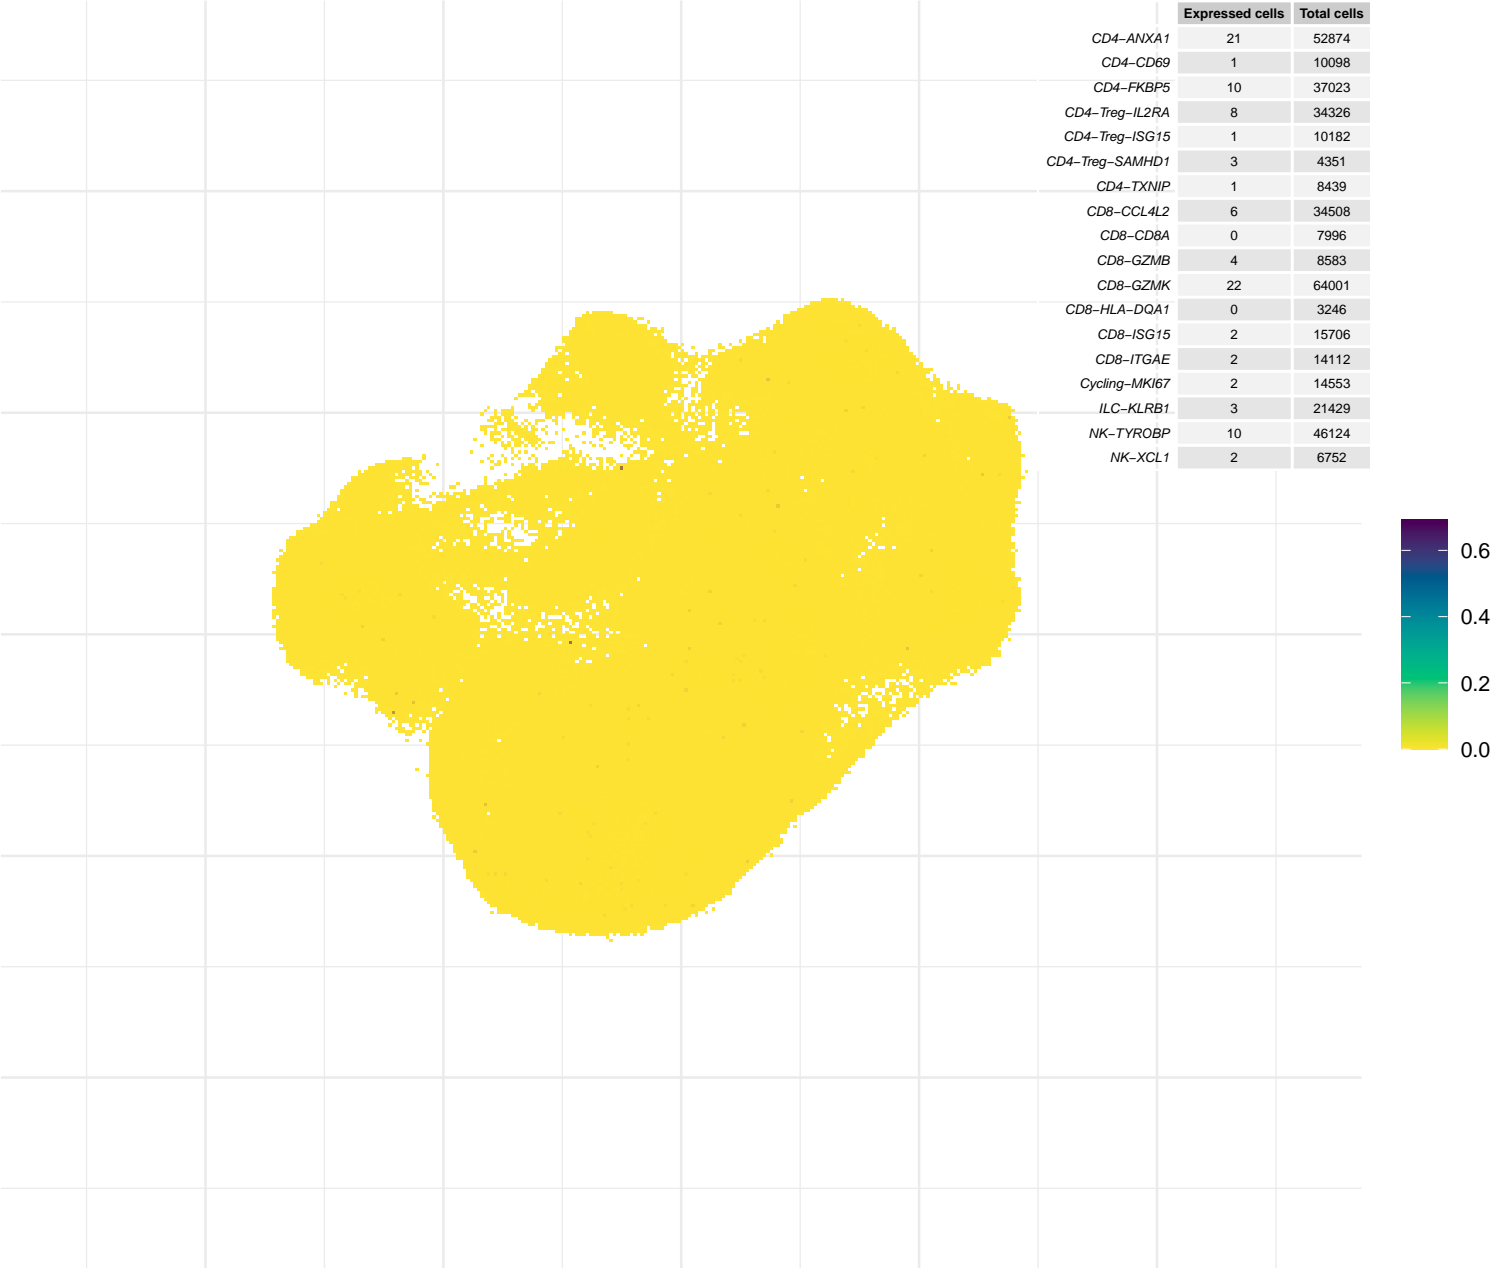 Expressed cells Total cells
CD4−ANXA1 21 52874
CD4−CD69 1 10098
CD4−FKBP5 10 37023
CD4−Treg−IL2RA 8 34326
CD4−Treg−ISG15 1 10182
CD4−Treg−SAMHD1 3 4351
CD4−TXNIP 1 8439
CD8−CCL4L2 6 34508
CD8−CD8A 0 7996
CD8−GZMB 4 8583
CD8−GZMK 22 64001
CD8−HLA−DQA1 0 3246
CD8−ISG15 2 15706
CD8−ITGAE 2 14112
Cycling−MKI67 2 14553
ILC−KLRB1 3 21429
NK−TYROBP 10 46124
NK−XCL1 2 6752
0.6
0.4
0.2
0.0